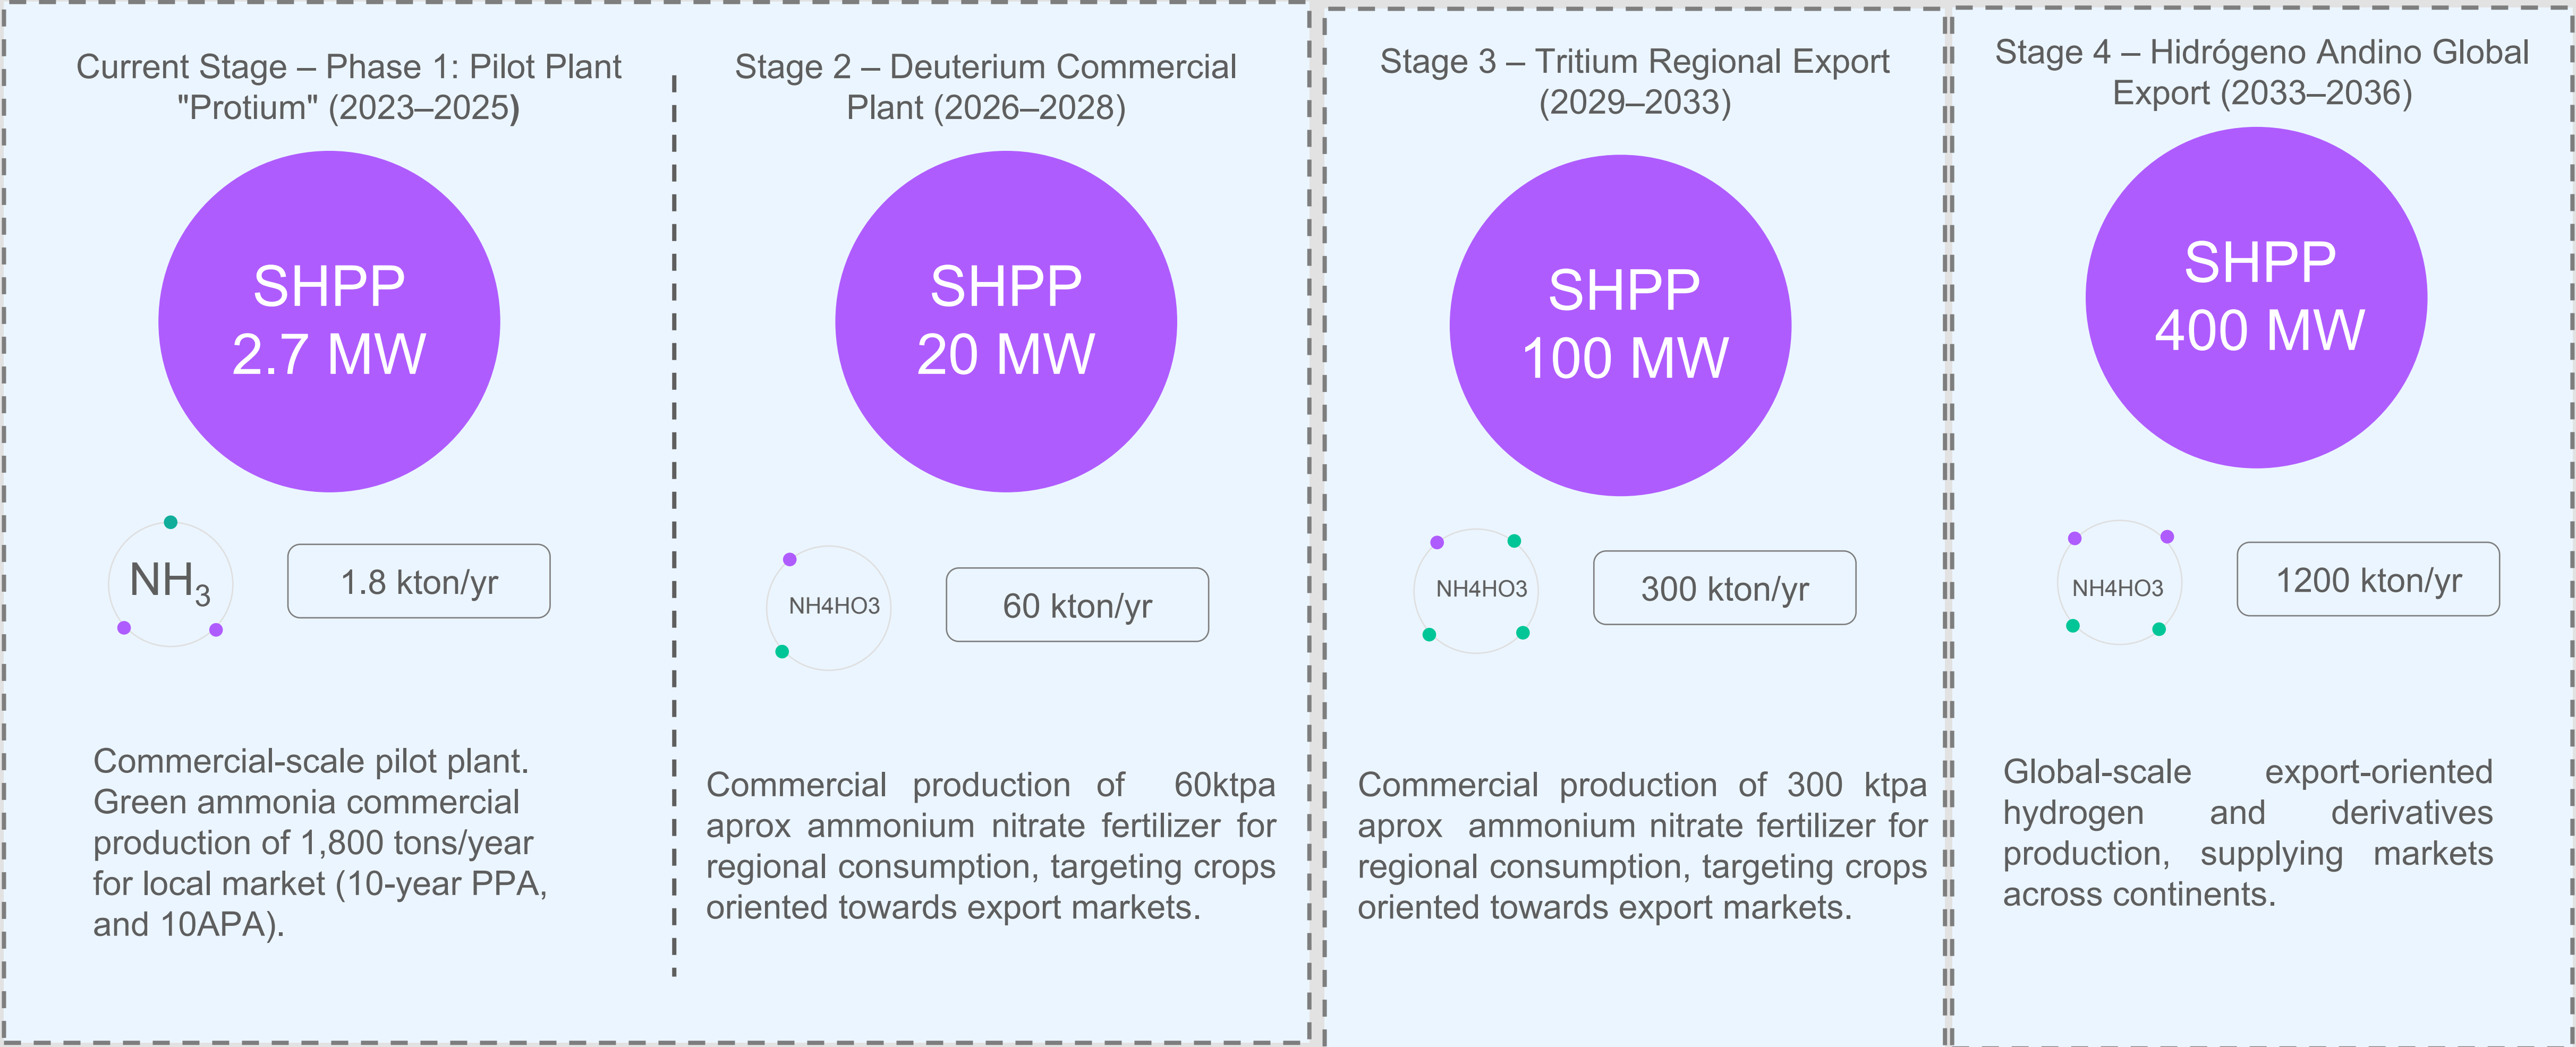 Current Stage – Phase 1: Pilot Plant
"Protium" (2023–2025)
SHPP
2.7 MW
NH3
1.8 kton/yr
Commercial-scale pilot plant.
Green ammonia commercial
production of 1,800 tons/year
for local market (10-year PPA,
and 10APA).
Stage 2 – Deuterium Commercial
Plant (2026–2028)
SHPP
20 MW
NH4HO3
60 kton/yr
Commercial production of 60ktpa
aprox ammonium nitrate fertilizer for
regional consumption, targeting crops
oriented towards export markets.
Stage 3 – Tritium Regional Export
(2029–2033)
SHPP
100 MW
NH4HO3
300 kton/yr
Commercial production of 300 ktpa
aprox ammonium nitrate fertilizer for
regional consumption, targeting crops
oriented towards export markets.
Stage 4 – Hidrógeno Andino Global
Export (2033–2036)
SHPP
400 MW
NH4HO3
1200 kton/yr
Global-scale export-oriented
hydrogen and derivatives
production, supplying markets
across continents.